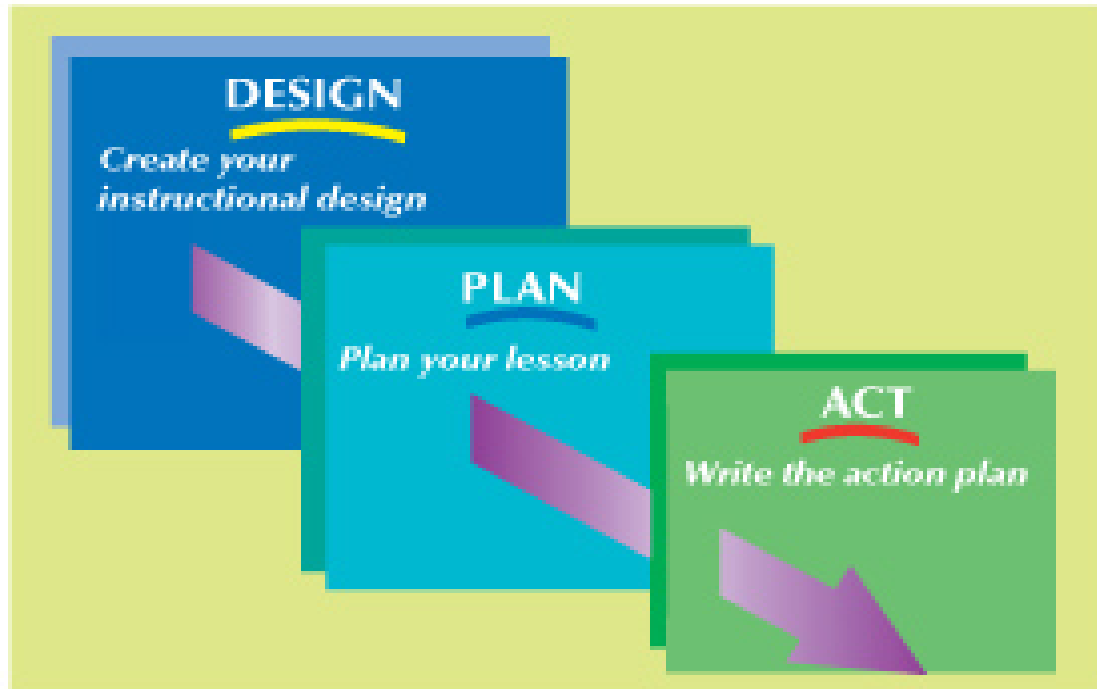 DESIGN
Create your
instructional design
PLAN
Plan your lesson
ACT
Write the action plan